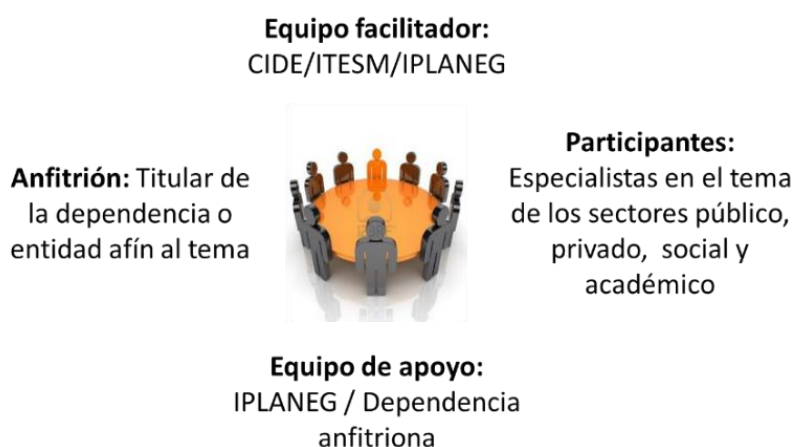 Equipo facilitador:
CIDE/ITESM/IPLANEG
Anfitrión: Titular de
la dependencia o
entidad afín al tema
Participantes:
Especialistas en el tema
de los sectores público,
privado, social y
académico
Equipo de apoyo:
IPLANEG / Dependencia
anfitriona